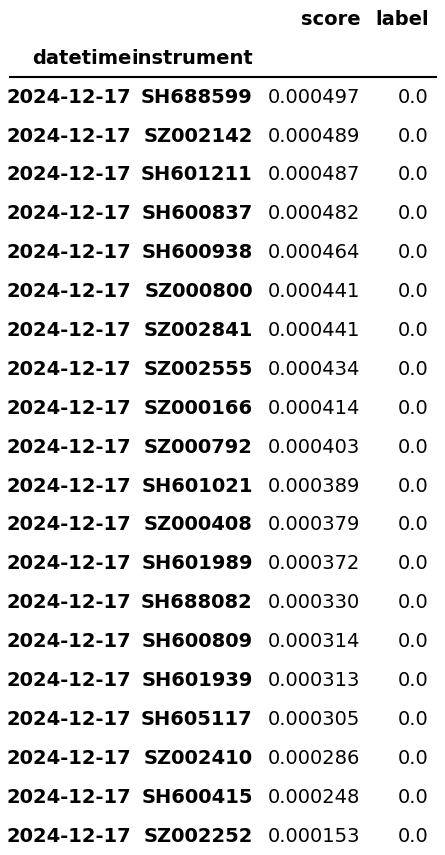 score label
datetime instrument
2024-12-17 SH688599 0.000497 0.0
2024-12-17 SZ002142 0.000489 0.0
2024-12-17 SH601211 0.000487 0.0
2024-12-17 SH600837 0.000482 0.0
2024-12-17 SH600938 0.000464 0.0
2024-12-17 SZ000800 0.000441 0.0
2024-12-17 SZ002841 0.000441 0.0
2024-12-17 SZ002555 0.000434 0.0
2024-12-17 SZ000166 0.000414 0.0
2024-12-17 SZ000792 0.000403 0.0
2024-12-17 SH601021 0.000389 0.0
2024-12-17 SZ000408 0.000379 0.0
2024-12-17 SH601989 0.000372 0.0
2024-12-17 SH688082 0.000330 0.0
2024-12-17 SH600809 0.000314 0.0
2024-12-17 SH601939 0.000313 0.0
2024-12-17 SH605117 0.000305 0.0
2024-12-17 SZ002410 0.000286 0.0
2024-12-17 SH600415 0.000248 0.0
2024-12-17 SZ002252 0.000153 0.0